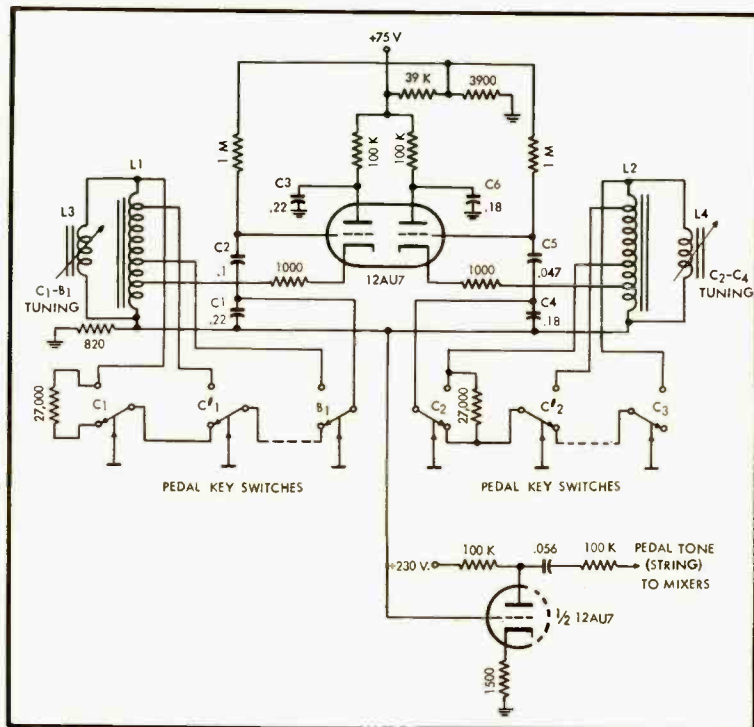 +75 V
39 K
3900
1 M
100 K
100 K
1 M
L1
L2
L3
L4
C3
.22
C6
.18
C2
.1
C5
.047
C1-B1
TUNING
C2-C4
TUNING
1000
12AU7
1000
C1
.22
C4
.18
820
27,000
C1
C#1
B1
C2
27,000
C#2
C3
PEDAL KEY SWITCHES
PEDAL KEY SWITCHES
+230 V.
100 K
.056
100 K
PEDAL TONE
(STRING)
TO MIXERS
1/2 12AU7
1500